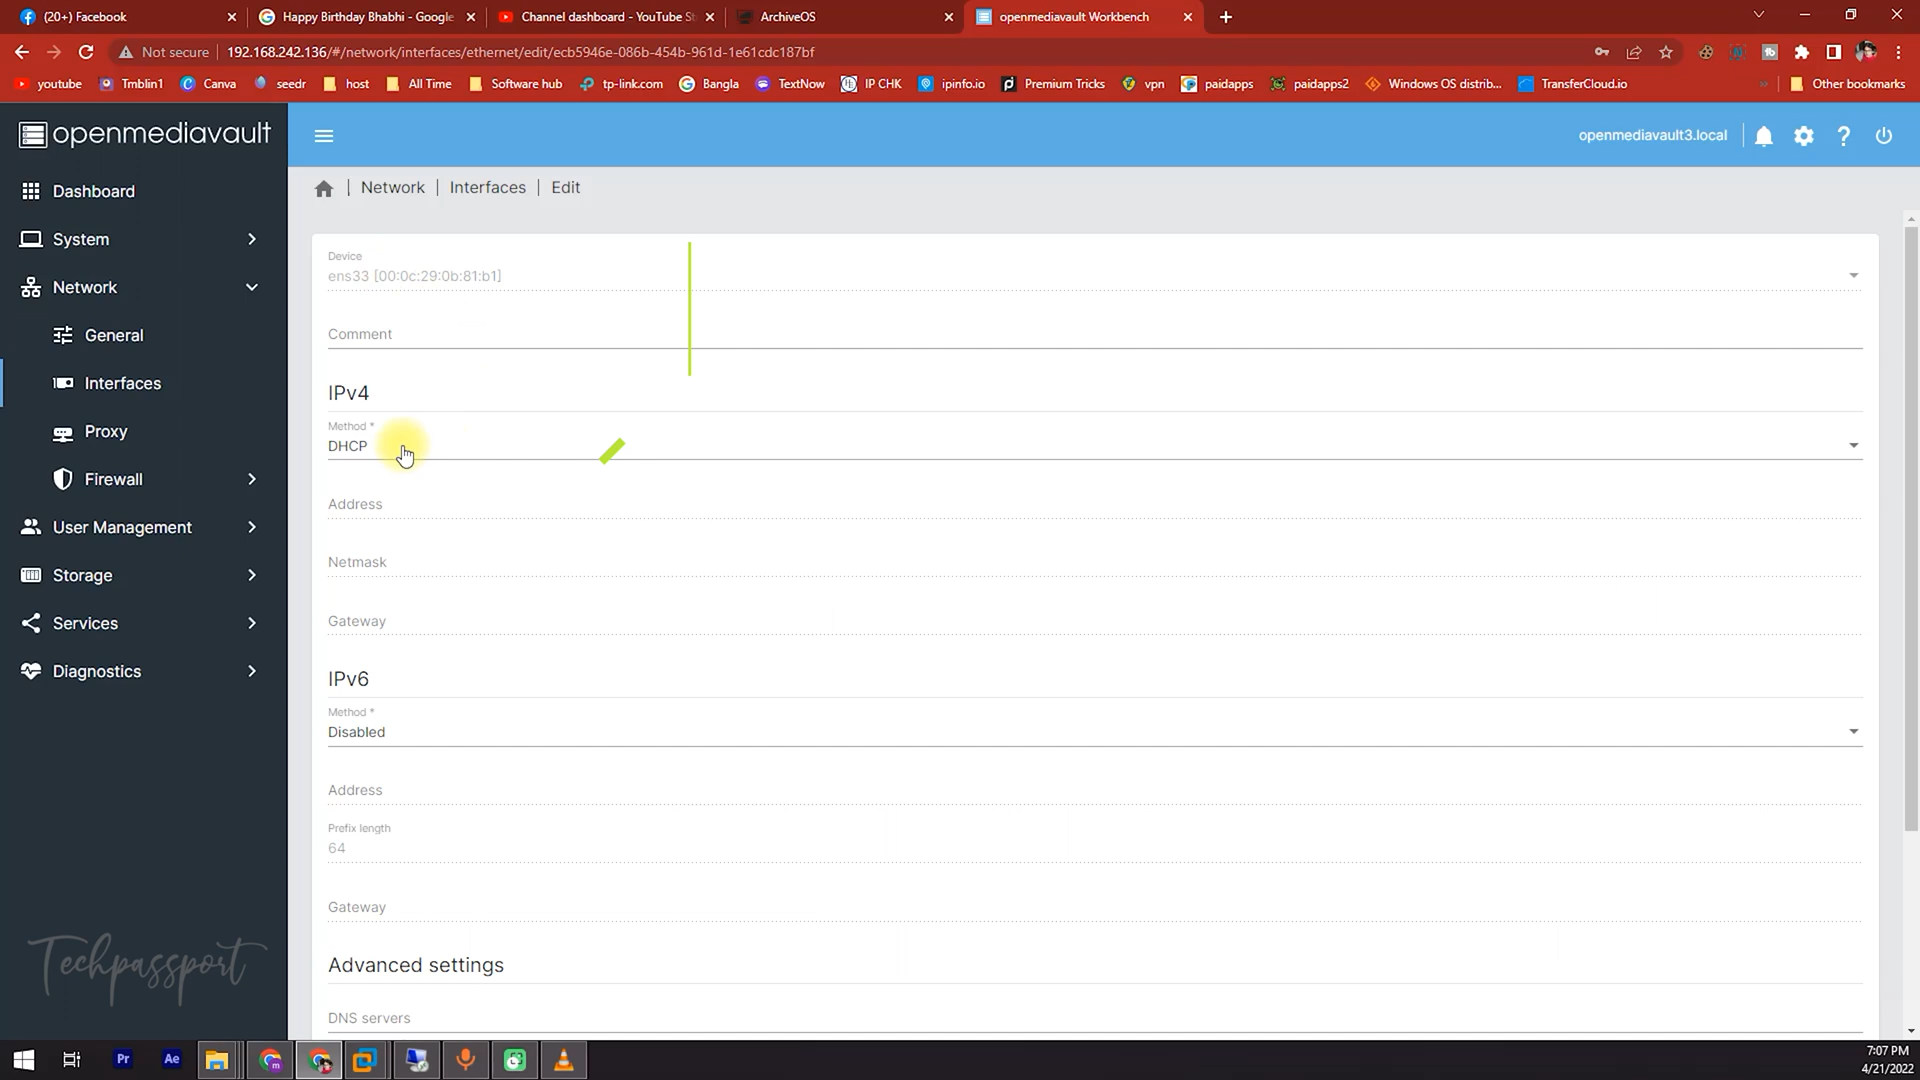 (20+) Facebook
Happy Birthday Bhabhi - Google
Channel dashboard - YouTube St
ArchiveOS
openmediavault Workbench
Not secure
192.168.242.136/#/network/interfaces/ethernet/edit/ecb5946e-086b-454b-961d-1e61cdc187bf
youtube
Tmblin1
Canva
seedr
host
All Time
Software hub
tp-link.com
Bangla
TextNow
IP CHK
ipinfo.io
Premium Tricks
vpn
paidapps
paidapps2
Windows OS distrib...
TransferCloud.io
Other bookmarks
openmediavault
openmediavault3.local
Dashboard
System
Network
General
Interfaces
Proxy
Firewall
User Management
Storage
Services
Diagnostics
Techpassport
| Network | Interfaces | Edit
Device
ens33 [00:0c:29:0b:81:b1]
Comment
IPv4
Method *
DHCP
Address
Netmask
Gateway
IPv6
Method *
Disabled
Address
Prefix length
64
Gateway
Advanced settings
DNS servers
Pr
Ae
7:07 PM
4/21/2022